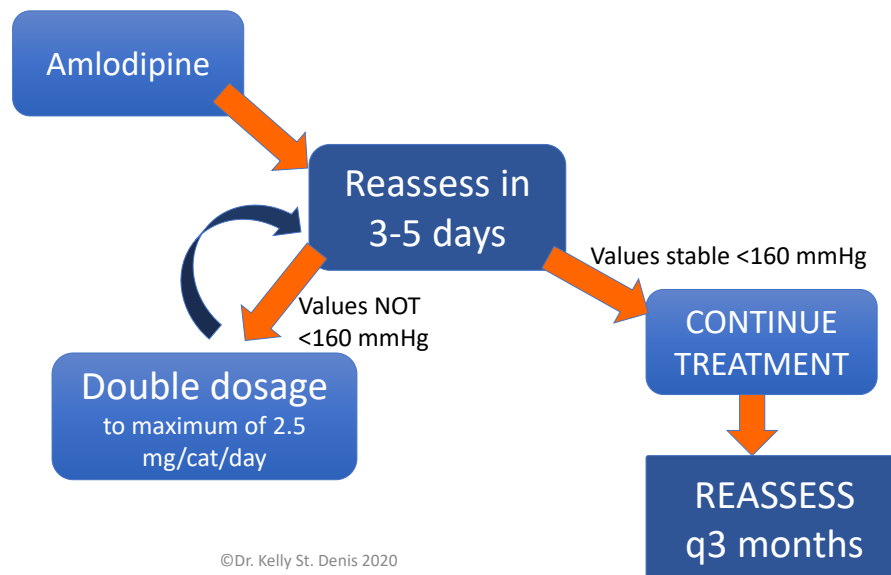 Amlodipine
Reassess in
3-5 days
Values stable <160 mmHg
Values NOT
<160 mmHg
CONTINUE
TREATMENT
Double dosage
to maximum of 2.5
mg/cat/day
REASSESS
q3 months
©Dr. Kelly St. Denis 2020